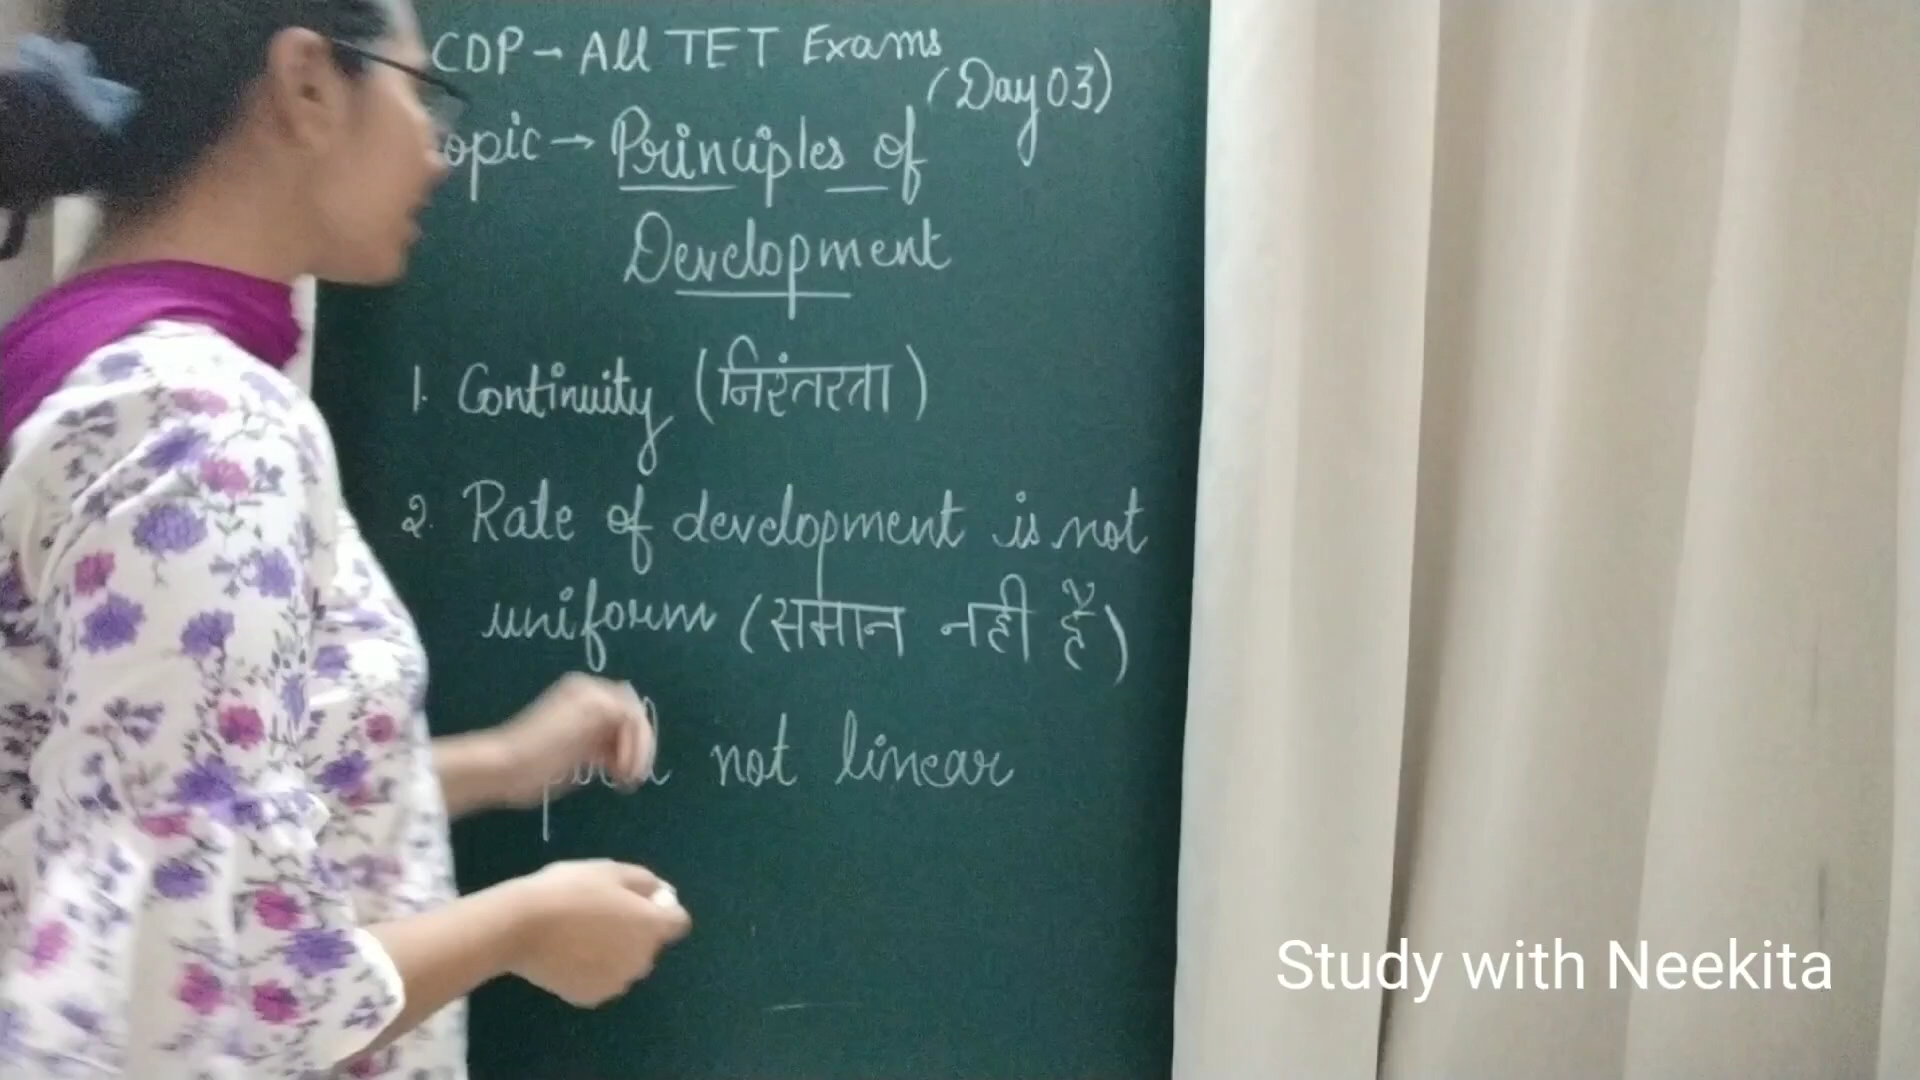 CDP - All TET Exams
(Day 03)
opic → Principles of
Development
1. Continuity (निरंतरता)
2. Rate of development is not
uniform (समान नही हैं)
not linear
Study with Neekita